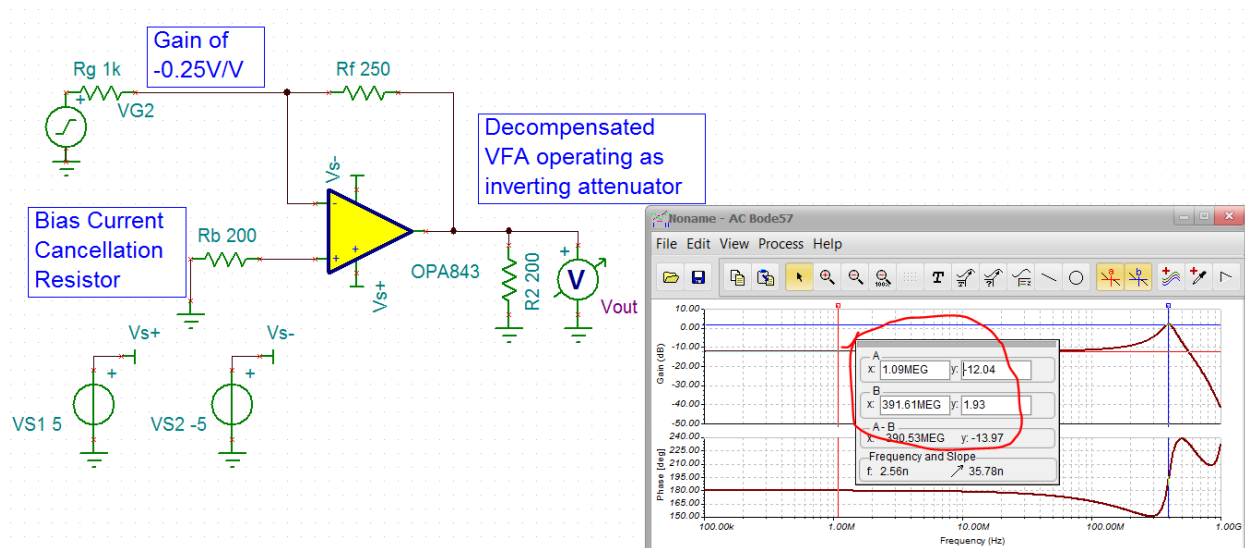 Gain of
-0.25V/V
Rg 1k
VG2
Rf 250
Decompensated
VFA operating as
inverting attenuator
Vs-
Bias Current
Cancellation
Resistor
Rb 200
OPA843
Vs+
R2 200
V
Vout
Vs+
Vs-
VS1 5
VS2 -5
Noname - AC Bode57
File Edit View Process Help
100%
T
a
b
Gain (dB)
10.00
0.00
-10.00
-20.00
-30.00
-40.00
-50.00
A
x: 1.09MEG y: -12.04
B
x: 391.61MEG y: 1.93
A - B
x: -390.53MEG y: -13.97
Frequency and Slope
f: 2.56n 35.78n
Phase [deg]
240.00
225.00
210.00
195.00
180.00
165.00
150.00
100.00k
1.00M
10.00M
100.00M
1.00G
Frequency (Hz)